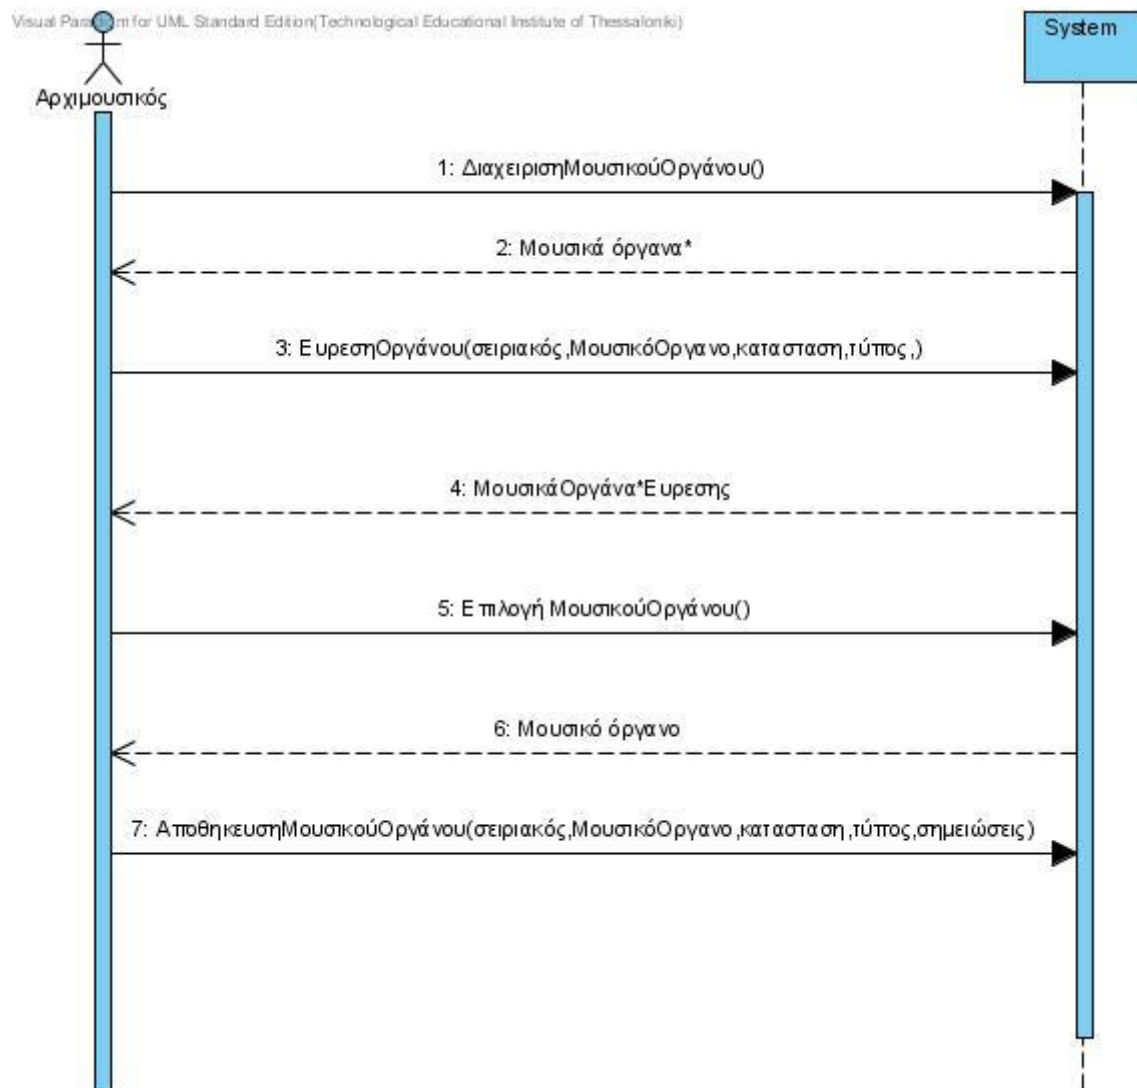 Visual Paradigm for UML Standard Edition(Technological Educational Institute of Thessaloniki)
System
Αρχιμουσικός
1: ΔιαχειρισηΜουσικούΟργάνου()
2: Μουσικά όργανα*
3: ΕυρεσηΟργάνου(σειριακός,ΜουσικόΟργανο,κατασταση,τύπος,)
4: ΜουσικάΟργάνα*Ευρεσης
5: Επιλογή ΜουσικούΟργάνου()
6: Μουσικό όργανο
7: ΑποθηκευσηΜουσικούΟργάνου(σειριακός,ΜουσικόΟργανο,κατασταση,τύπος,σημειώσεις)